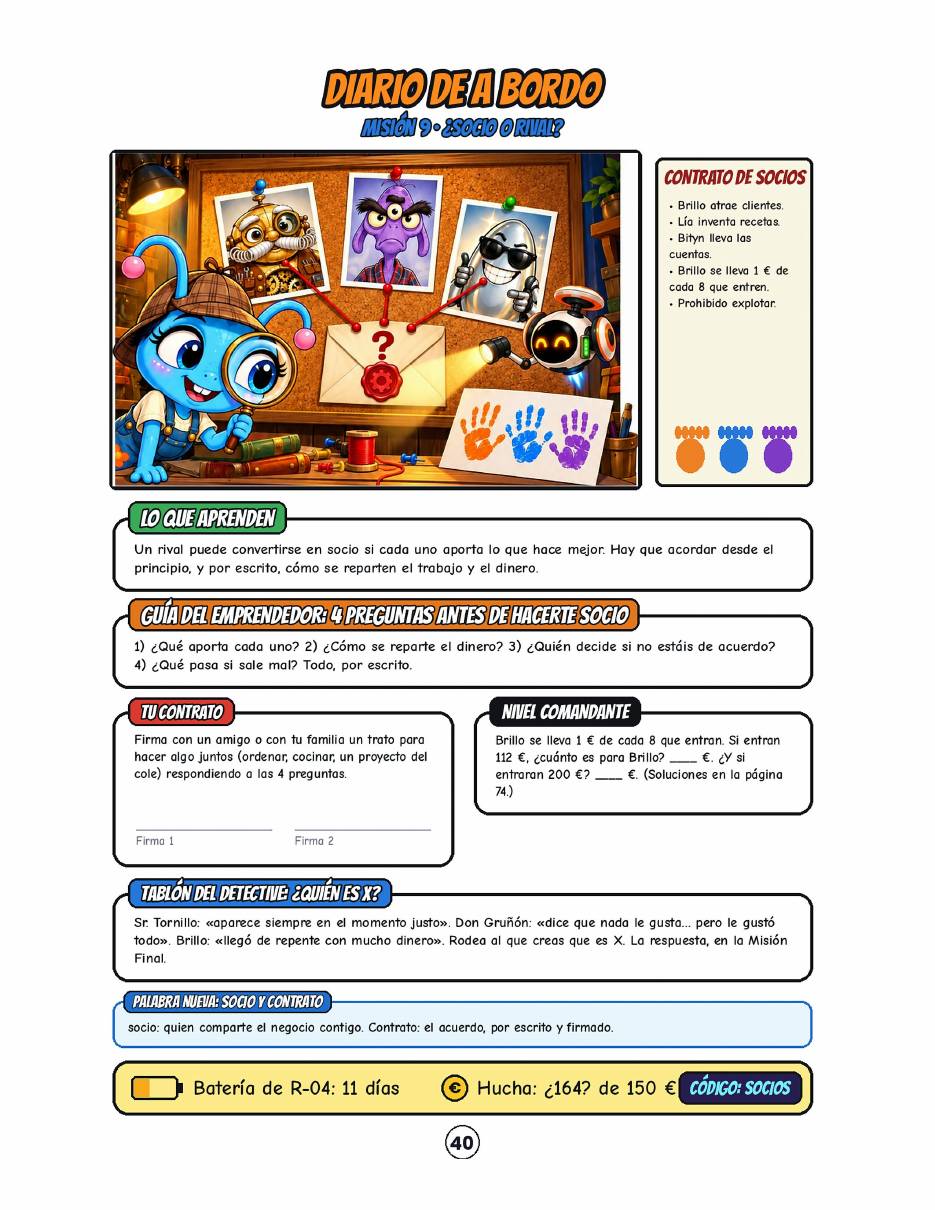 DIARIO DE A BORDO
MISIÓN 9 • ¿SOCIO O RIVAL?
?
CONTRATO DE SOCIOS
• Brillo atrae clientes.
• Lía inventa recetas.
• Bityn lleva las
cuentas.
• Brillo se lleva 1 € de
cada 8 que entren.
• Prohibido explotar.
LO QUE APRENDEN
Un rival puede convertirse en socio si cada uno aporta lo que hace mejor. Hay que acordar desde el
principio, y por escrito, cómo se reparten el trabajo y el dinero.
GUÍA DEL EMPRENDEDOR: 4 PREGUNTAS ANTES DE HACERTE SOCIO
1) ¿Qué aporta cada uno? 2) ¿Cómo se reparte el dinero? 3) ¿Quién decide si no estáis de acuerdo?
4) ¿Qué pasa si sale mal? Todo, por escrito.
TU CONTRATO
Firma con un amigo o con tu familia un trato para
hacer algo juntos (ordenar, cocinar, un proyecto del
cole) respondiendo a las 4 preguntas.
Firma 1
Firma 2
NIVEL COMANDANTE
Brillo se lleva 1 € de cada 8 que entran. Si entran
112 €, ¿cuánto es para Brillo? ____ €. ¿Y si
entraran 200 €? ____ €. (Soluciones en la página
74.)
TABLÓN DEL DETECTIVE: ¿QUIÉN ES X?
Sr. Tornillo: «aparece siempre en el momento justo». Don Gruñón: «dice que nada le gusta... pero le gustó
todo». Brillo: «llegó de repente con mucho dinero». Rodea al que creas que es X. La respuesta, en la Misión
Final.
PALABRA NUEVA: SOCIO Y CONTRATO
socio: quien comparte el negocio contigo. Contrato: el acuerdo, por escrito y firmado.
Batería de R-04: 11 días
€ Hucha: ¿164? de 150 €
CÓDIGO: SOCIOS
40